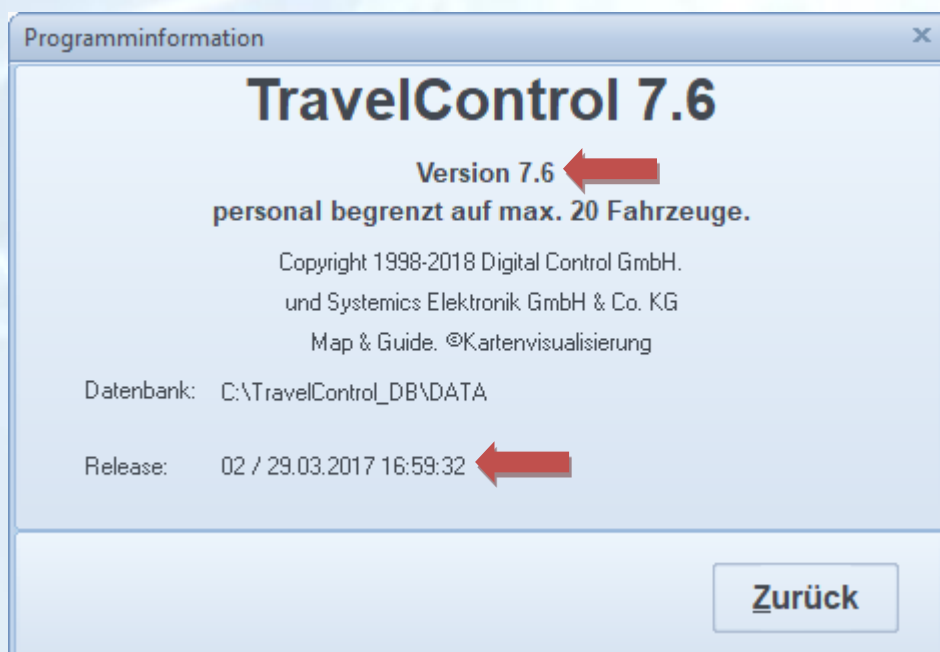 Programminformation
TravelControl 7.6
Version 7.6
personal begrenzt auf max. 20 Fahrzeuge.
Copyright 1998-2018 Digital Control GmbH.
und Systemics Elektronik GmbH & Co. KG
Map & Guide. ©Kartenvisualisierung
Datenbank: C:\TravelControl_DB\DATA
Release: 02 / 29.03.2017 16:59:32
Zurück